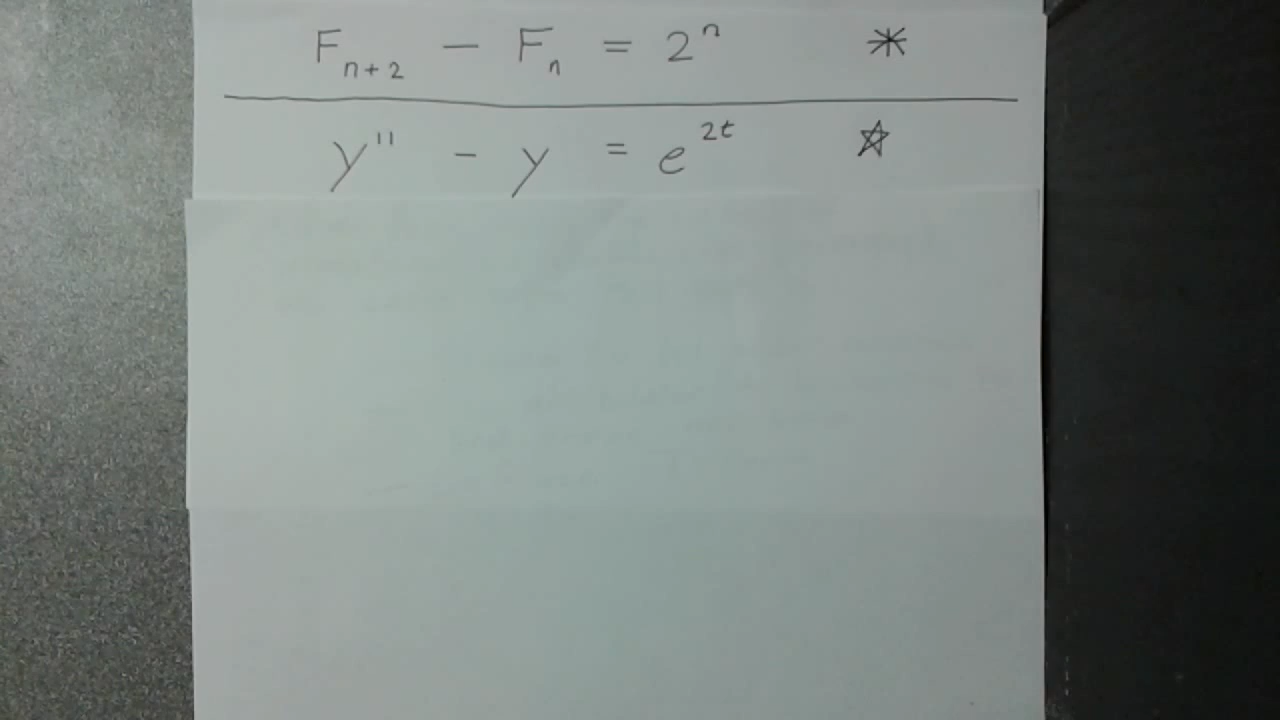 F_{n+2} - F_n = 2^n *
y'' - y = e^{2t} ☆